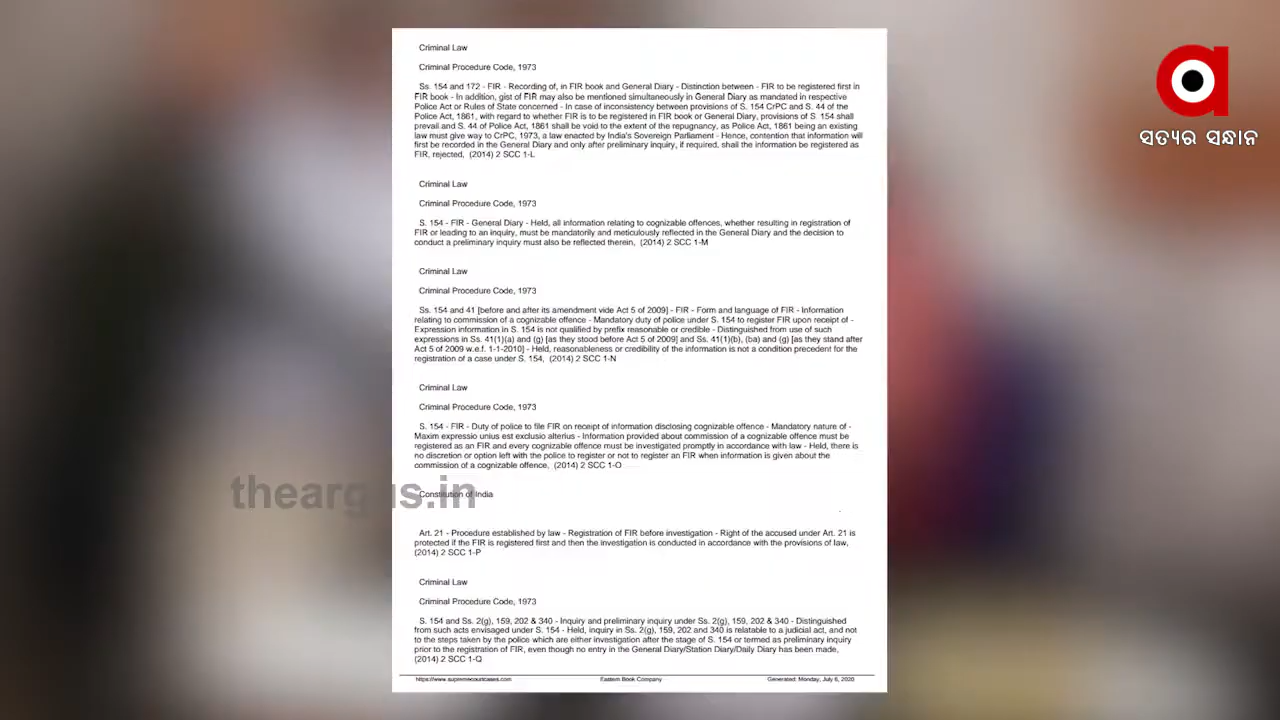 Criminal Law
Criminal Procedure Code, 1973
Ss. 154 and 172 - FIR - Recording of, in FIR book and General Diary - Distinction between - FIR to be registered first in
FIR book - In addition, gist of FIR may also be mentioned simultaneously in General Diary as mandated in respective
Police Act or Rules of State concerned - In case of inconsistency between provisions of S. 154 CrPC and S. 44 of the
Police Act, 1861, with regard to whether FIR is to be registered in FIR book or General Diary, provisions of S. 154 shall
prevail and S. 44 of Police Act, 1861 shall be void to the extent of the repugnancy, as Police Act, 1861 being an existing
law must give way to CrPC, 1973, a law enacted by India's Sovereign Parliament - Hence, contention that information will
first be recorded in the General Diary and only after preliminary inquiry, if required, shall the information be registered as
FIR, rejected, (2014) 2 SCC 1-L
Criminal Law
Criminal Procedure Code, 1973
S. 154 - FIR - General Diary - Held, all information relating to cognizable offences, whether resulting in registration of
FIR or leading to an inquiry, must be mandatorily and meticulously reflected in the General Diary and the decision to
conduct a preliminary inquiry must also be reflected therein, (2014) 2 SCC 1-M
Criminal Law
Criminal Procedure Code, 1973
Ss. 154 and 41 [before and after its amendment vide Act 5 of 2009] - FIR - Form and language of FIR - Information
relating to commission of a cognizable offence - Mandatory duty of police under S. 154 to register FIR upon receipt of -
Expression information in S. 154 is not qualified by prefix reasonable or credible - Distinguished from use of such
expressions in Ss. 41(1)(a) and (g) [as they stood before Act 5 of 2009] and Ss. 41(1)(b), (ba) and (g) [as they stand after
Act 5 of 2009 w.e.f. 1-1-2010] - Held, reasonableness or credibility of the information is not a condition precedent for the
registration of a case under S. 154, (2014) 2 SCC 1-N
Criminal Law
Criminal Procedure Code, 1973
S. 154 - FIR - Duty of police to file FIR on receipt of information disclosing cognizable offence - Mandatory nature of -
Maxim expressio unius est exclusio alterius - Information provided about commission of a cognizable offence must be
registered as an FIR and every cognizable offence must be investigated promptly in accordance with law - Held, there is
no discretion or option left with the police to register or not to register an FIR when information is given about the
commission of a cognizable offence, (2014) 2 SCC 1-O
Constitution of India
Art. 21 - Procedure established by law - Registration of FIR before investigation - Right of the accused under Art. 21 is
protected if the FIR is registered first and then the investigation is conducted in accordance with the provisions of law,
(2014) 2 SCC 1-P
Criminal Law
Criminal Procedure Code, 1973
S. 154 and Ss. 2(g), 159, 202 & 340 - Inquiry and preliminary inquiry under Ss. 2(g), 159, 202 & 340 - Distinguished
from such acts envisaged under S. 154 - Held, inquiry in Ss. 2(g), 159, 202 and 340 is relatable to a judicial act, and not
to the steps taken by the police which are either investigation after the stage of S. 154 or termed as preliminary inquiry
prior to the registration of FIR, even though no entry in the General Diary/Station Diary/Daily Diary has been made,
(2014) 2 SCC 1-Q
https://www.supremecourtcases.com Eastern Book Company Generated: Monday, July 6, 2020
theargus.in
ସତ୍ୟର ସନ୍ଧାନ